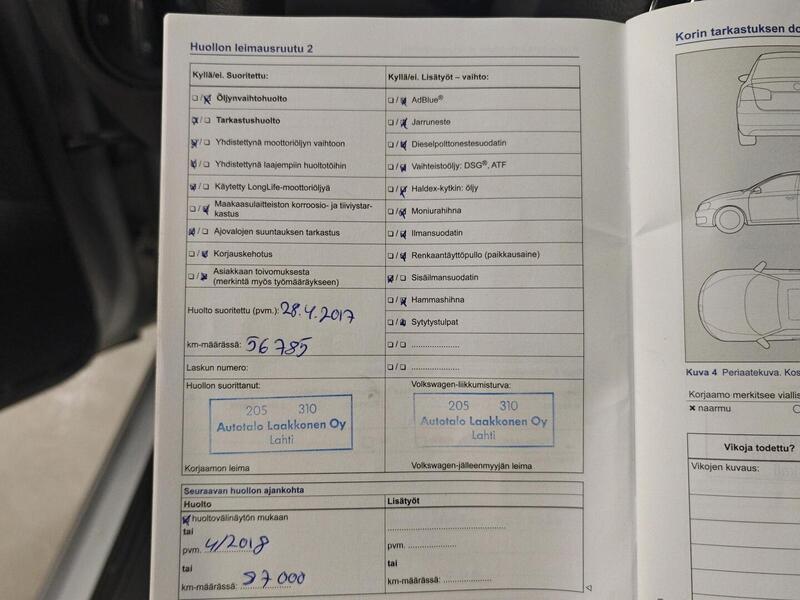 Huollon leimausruutu 2
Kyllä/ei. Suoritettu:
Öljynvaihtohuolto
Tarkastushuolto
Yhdistettynä moottoriöljyn vaihtoon
Yhdistettynä laajempiin huoltotöihin
Käytetty LongLife-moottoriöljyä
Maakaasulaitteiston korroosio- ja tiiviystar-
kastus
Ajovalojen suuntauksen tarkastus
Korjauskehotus
Asiakkaan toivomuksesta
(merkintä myös työmääräykseen)
Huolto suoritettu (pvm.): 28.4.2017
km-määrässä: 56785
Laskun numero:
Huollon suorittanut:
205 310
Autotalo Laakkonen Oy
Lahti
Korjaamon leima
Kyllä/ei. Lisätyöt – vaihto:
AdBlue®
Jarruneste
Dieselpolttonestesuodatin
Vaihteistoöljy: DSG®, ATF
Haldex-kytkin: öljy
Moniurahihna
Ilmansuodatin
Renkaantäyttöpullo (paikkausaine)
Sisäilmansuodatin
Hammashihna
Sytytystulpat
Volkswagen-liikkumisturva:
205 310
Autotalo Laakkonen Oy
Lahti
Volkswagen-jälleenmyyjän leima
Seuraavan huollon ajankohta
Huolto
huoltovälinäytön mukaan
tai
pvm. 4/2018
tai
km-määrässä: 87000
Lisätyöt
pvm.
tai
km-määrässä:
Korin tarkastuksen do
Kuva 4 Periaatekuva. Kos
Korjaamo merkitsee viallis
× naarmu
Vikoja todettu?
Vikojen kuvaus: